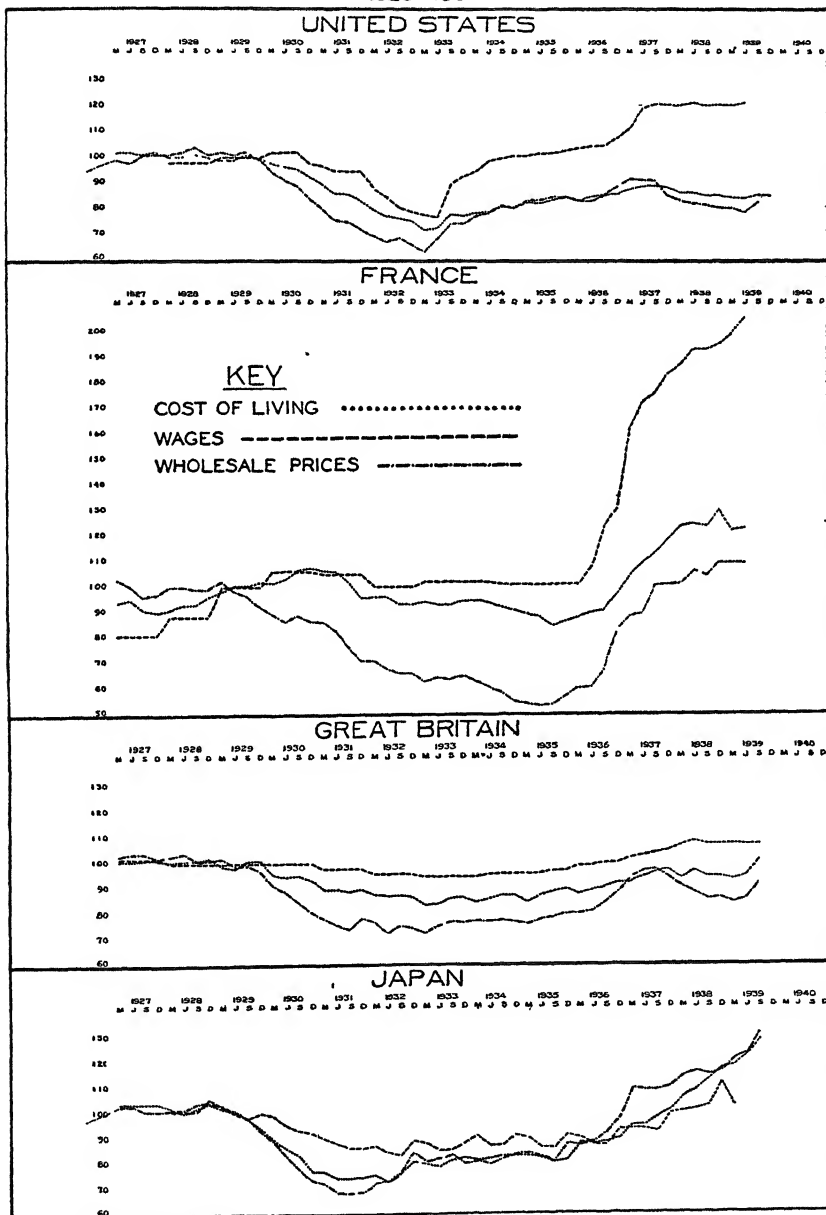 UNITED STATES
1927 1928 1929 1930 1931 1932 1933 1934 1935 1936 1937 1938 1939 1940
M J S D M J S D M J S D M J S D M J S D M J S D M J S D M J S D M J S D M J S D M J S D M J S D M J S D M J S D
130
120
110
100
90
80
70
60
FRANCE
1927 1928 1929 1930 1931 1932 1933 1934 1935 1936 1937 1938 1939 1940
M J S D M J S D M J S D M J S D M J S D M J S D M J S D M J S D M J S D M J S D M J S D M J S D M J S D M J S D
200
190
180
170
160
150
140
130
120
110
100
90
80
70
60
50
KEY
COST OF LIVING
WAGES
WHOLESALE PRICES
GREAT BRITAIN
1927 1928 1929 1930 1931 1932 1933 1934 1935 1936 1937 1938 1939 1940
M J S D M J S D M J S D M J S D M J S D M J S D M J S D M J S D M J S D M J S D M J S D M J S D M J S D M J S D
130
120
110
100
90
80
70
60
JAPAN
1927 1928 1929 1930 1931 1932 1933 1934 1935 1936 1937 1938 1939 1940
M J S D M J S D M J S D M J S D M J S D M J S D M J S D M J S D M J S D M J S D M J S D M J S D M J S D M J S D
130
120
110
100
90
80
70
60